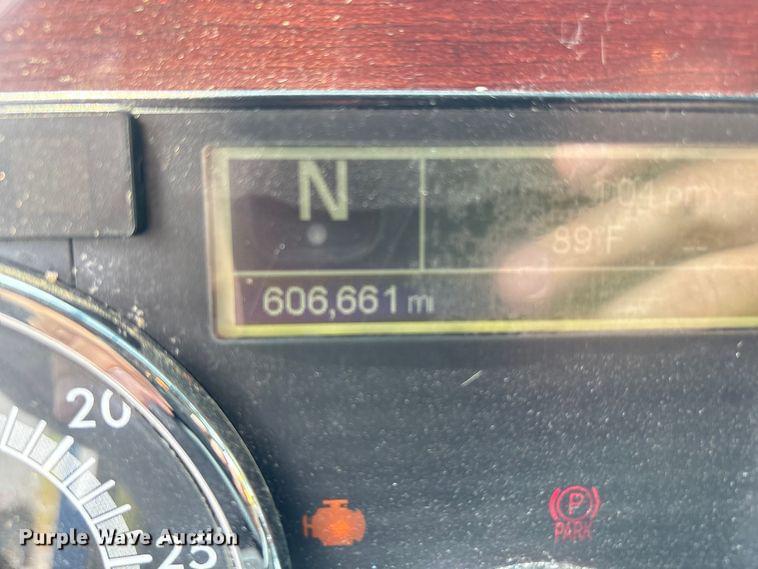 N
1:04 pm
89°F
606,661 mi
20
25
P
PARK
Purple Wave Auction